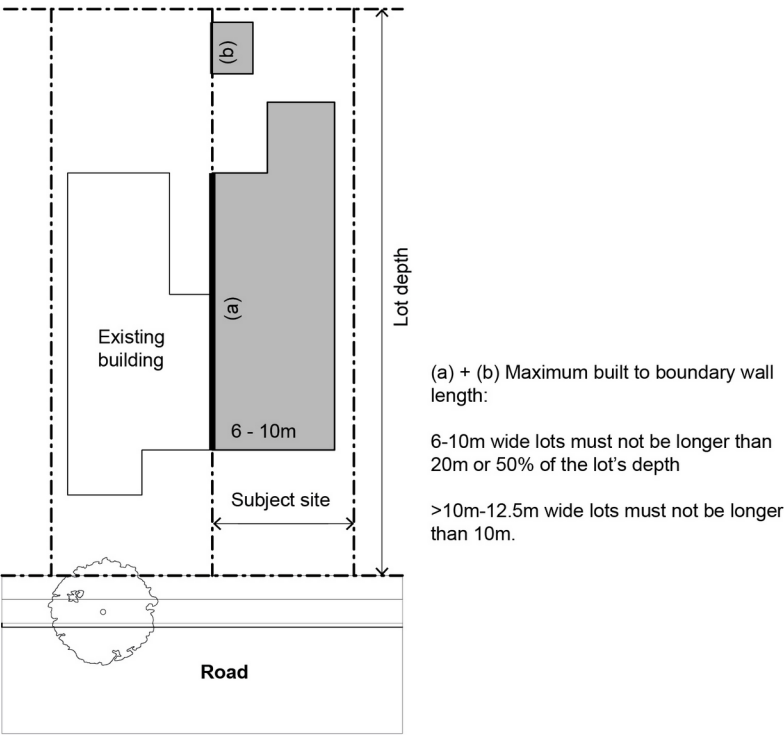 (b)
Lot depth
(a)
Existing
building
6 - 10m
Subject site
Road
(a) + (b) Maximum built to boundary wall
length:
6-10m wide lots must not be longer than
20m or 50% of the lot's depth
>10m-12.5m wide lots must not be longer
than 10m.